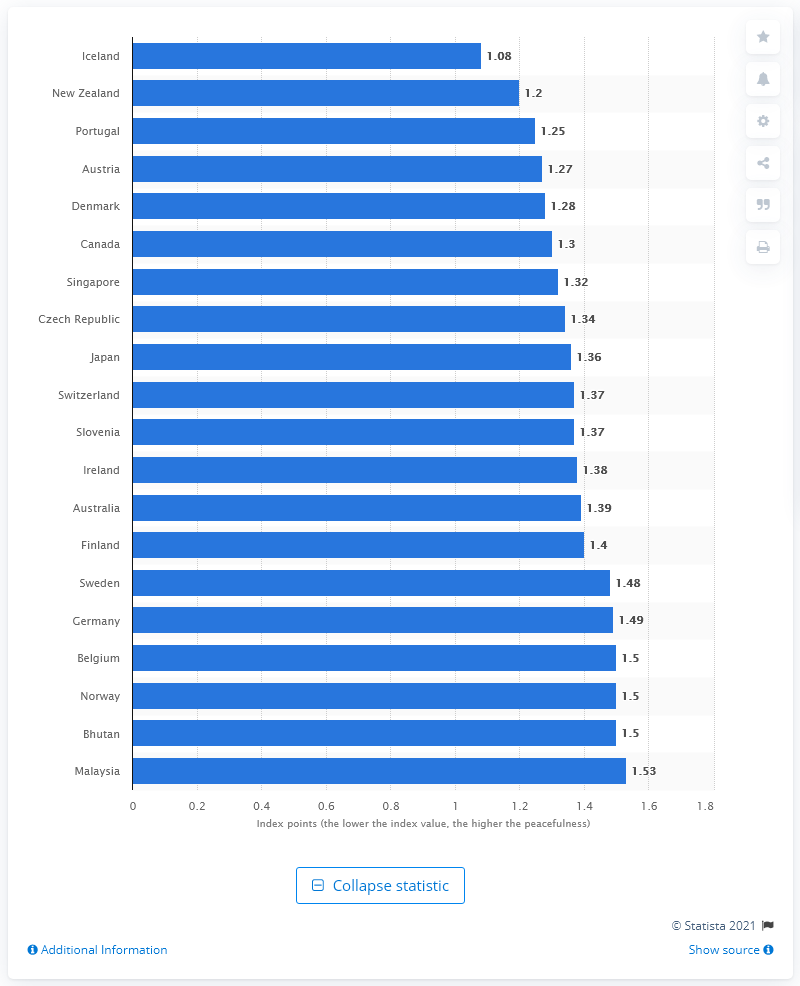 Iceland 1.08
New Zealand 1.2
Portugal 1.25
Austria 1.27
Denmark 1.28
Canada 1.3
Singapore 1.32
Czech Republic 1.34
Japan 1.36
Switzerland 1.37
Slovenia 1.37
Ireland 1.38
Australia 1.39
Finland 1.4
Sweden 1.48
Germany 1.49
Belgium 1.5
Norway 1.5
Bhutan 1.5
Malaysia 1.53
0 0.2 0.4 0.6 0.8 1 1.2 1.4 1.6 1.8
Index points (the lower the index value, the higher the peacefulness)
Collapse statistic
© Statista 2021
Additional Information Show source